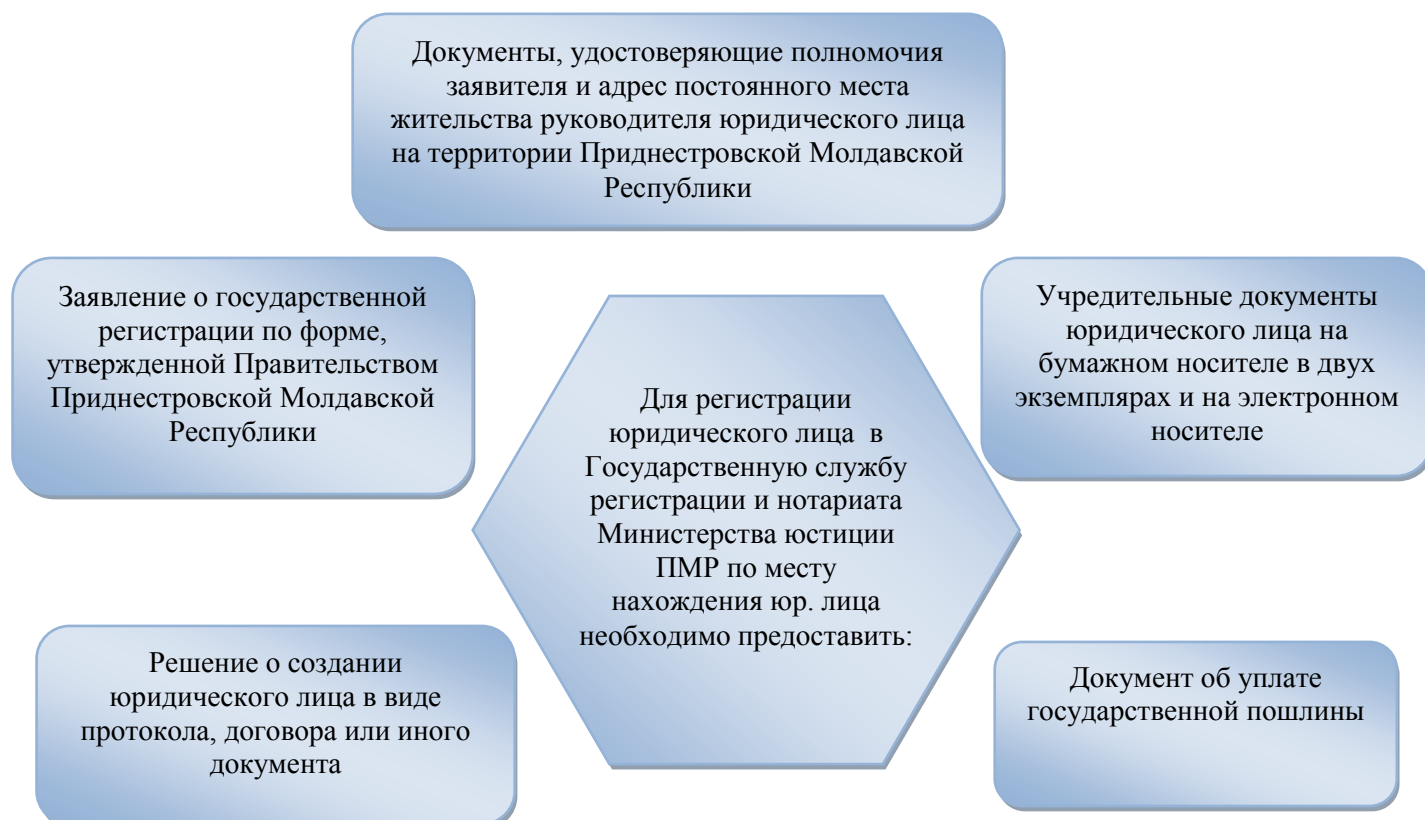 Документы, удостоверяющие полномочия
заявителя и адрес постоянного места
жительства руководителя юридического лица
на территории Приднестровской Молдавской
Республики
Заявление о государственной
регистрации по форме,
утвержденной Правительством
Приднестровской Молдавской
Республики
Учредительные документы
юридического лица на
бумажном носителе в двух
экземплярах и на электронном
носителе
Для регистрации
юридического лица в
Государственную службу
регистрации и нотариата
Министерства юстиции
ПМР по месту
нахождения юр. лица
необходимо предоставить:
Решение о создании
юридического лица в виде
протокола, договора или иного
документа
Документ об уплате
государственной пошлины